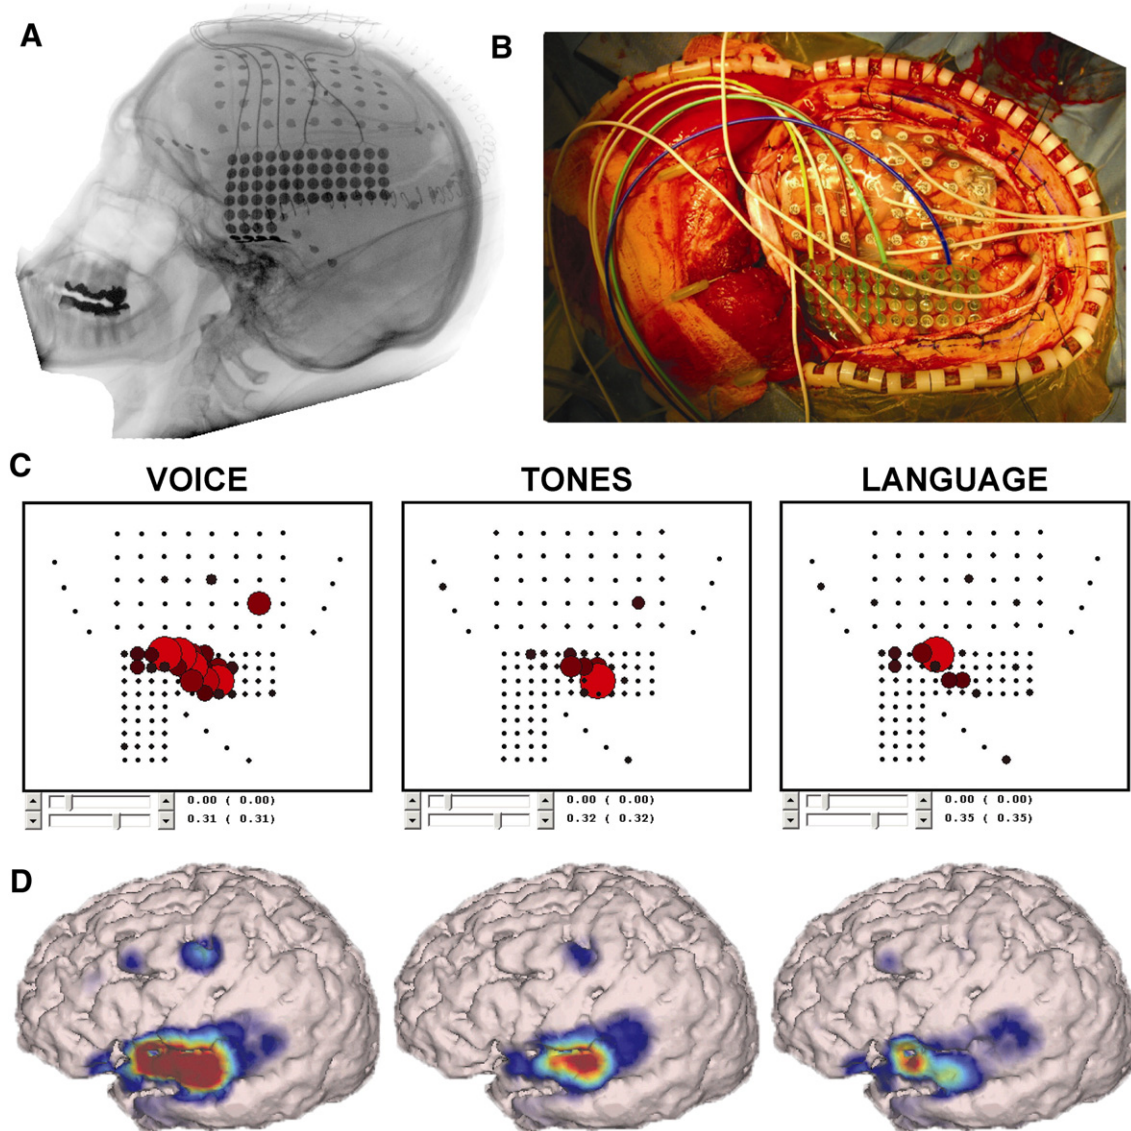 A
B
C
VOICE
TONES
LANGUAGE
0.00 ( 0.00)
0.31 ( 0.31)
0.00 ( 0.00)
0.32 ( 0.32)
0.00 ( 0.00)
0.35 ( 0.35)
D